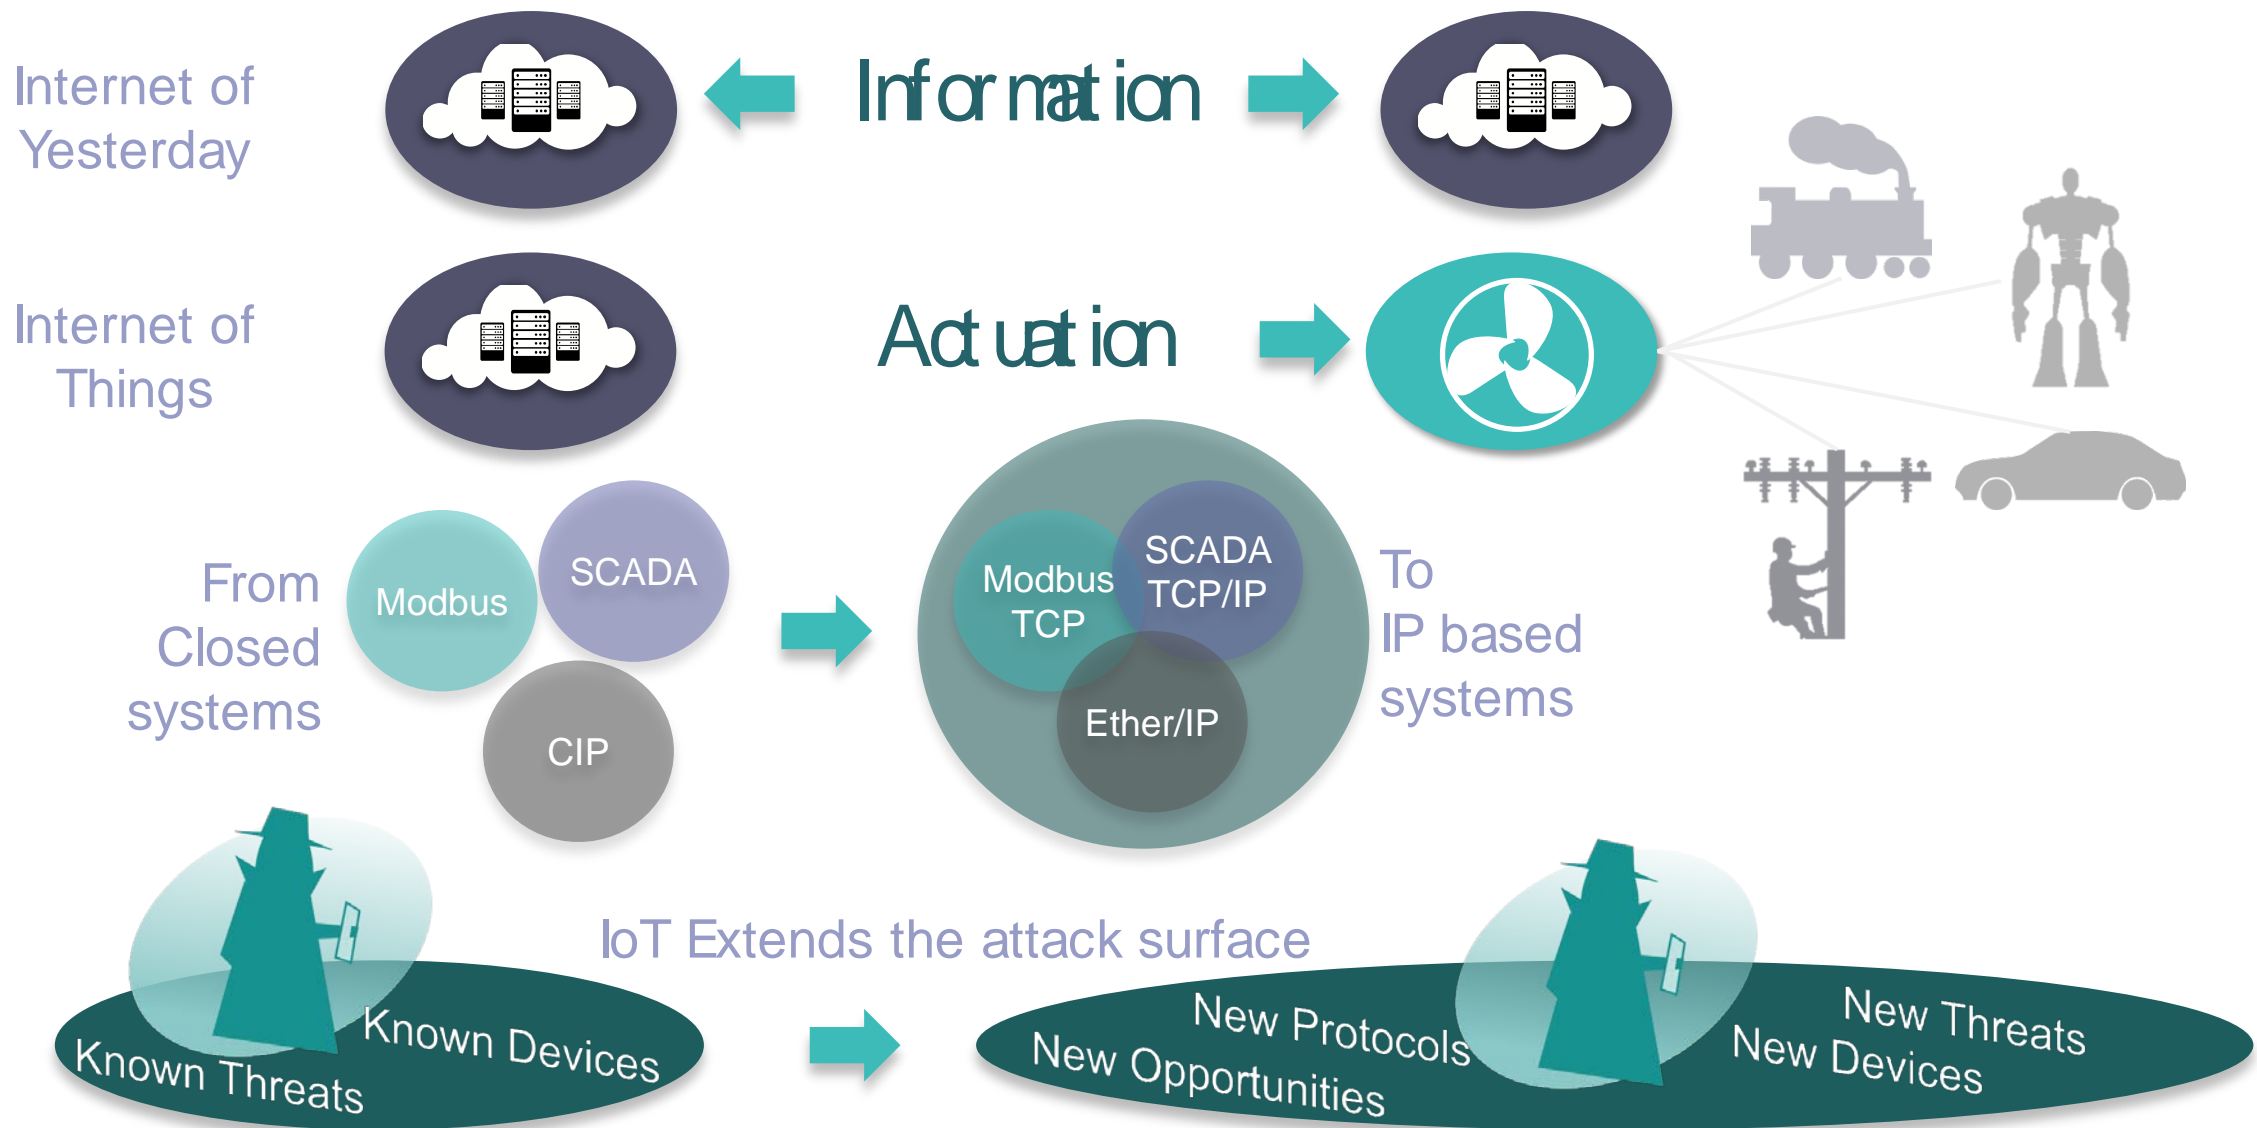 Internet of
Yesterday
Information
Internet of
Things
Actuation
From
Closed
systems
Modbus
SCADA
CIP
Modbus
TCP
SCADA
TCP/IP
Ether/IP
To
IP based
systems
IoT Extends the attack surface
Known Devices
Known Threats
New Protocols
New Opportunities
New Threats
New Devices